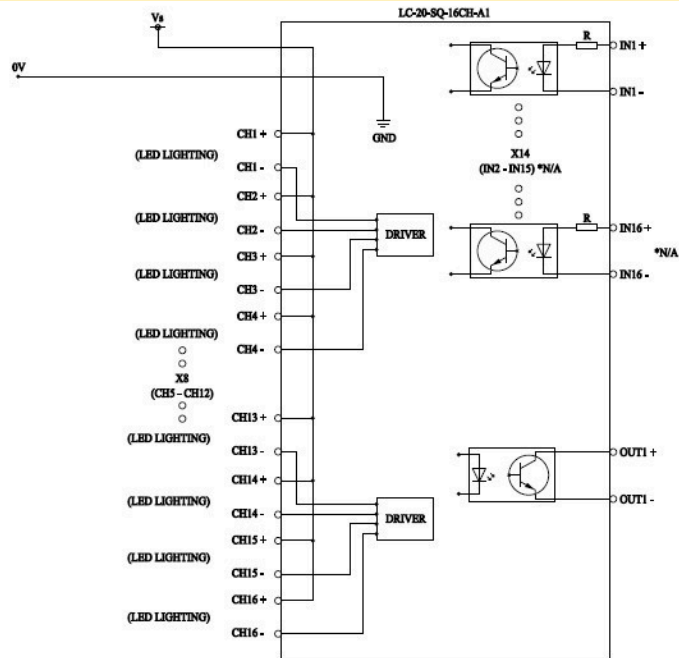 LC-20-SQ-16CH-A1
Vs
0V
GND
CH1 +
(LED LIGHTING)
CH1 -
CH2 +
(LED LIGHTING)
CH2 -
CH3 +
(LED LIGHTING)
CH3 -
CH4 +
(LED LIGHTING)
CH4 -
X8
(CH5 - CH12)
CH13 +
(LED LIGHTING)
CH13 -
CH14 +
(LED LIGHTING)
CH14 -
CH15 +
(LED LIGHTING)
CH15 -
CH16 +
(LED LIGHTING)
CH16 -
DRIVER
DRIVER
R
IN1 +
IN1 -
X14
(IN2 - IN15) *N/A
R
IN16 +
*N/A
IN16 -
OUT1 +
OUT1 -